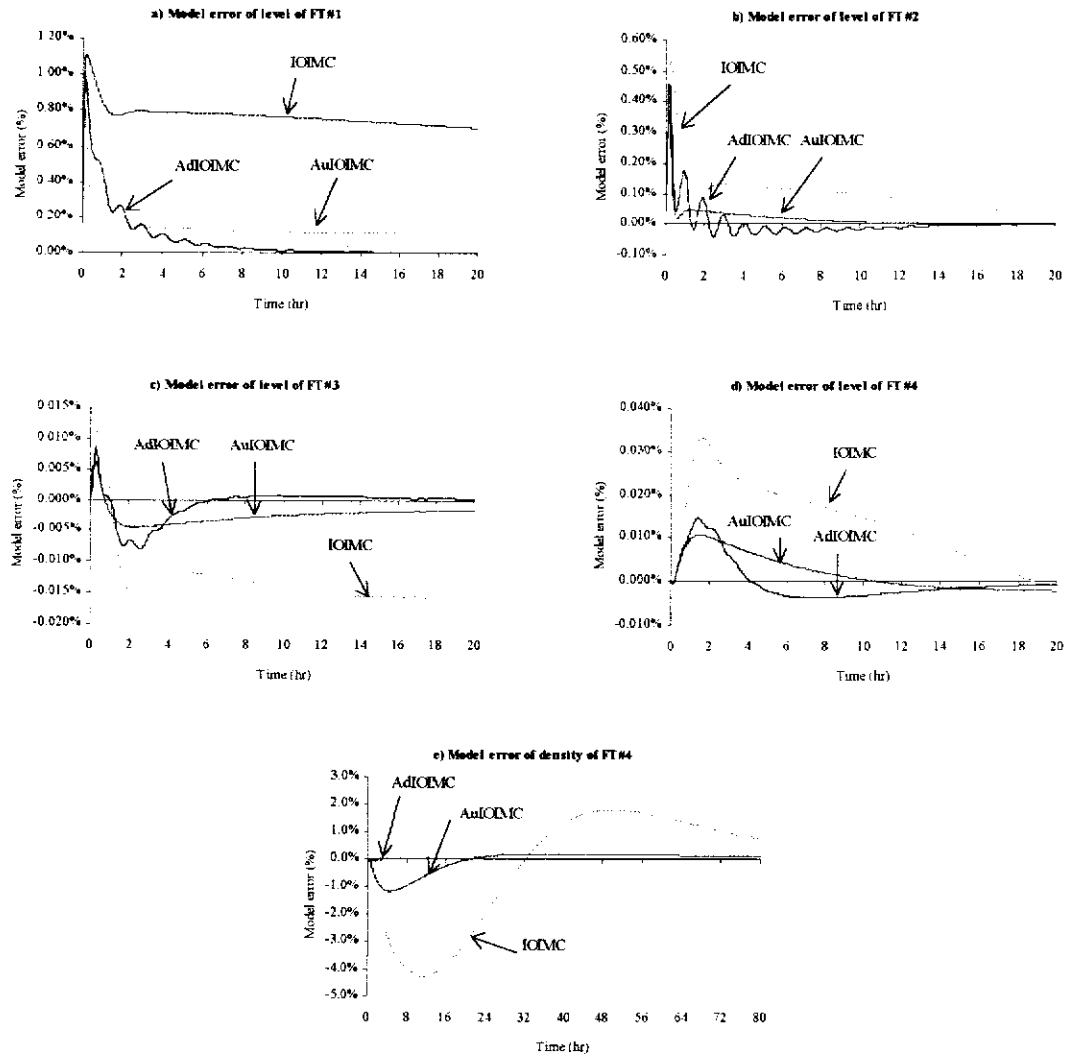 a) Model error of level of FT#1
1.20%
1.00%
0.80%
0.60%
0.40%
0.20%
0.00%
Model error (%)
IOIMC
AdIOIMC
AuIOIMC
0 2 4 6 8 10 12 14 16 18 20
Time (hr)
b) Model error of level of FT#2
0.60%
0.50%
0.40%
0.30%
0.20%
0.10%
0.00%
-0.10%
Model error (%)
IOIMC
AdIOIMC
AuIOIMC
0 2 4 6 8 10 12 14 16 18 20
Time (hr)
c) Model error of level of FT#3
0.015%
0.010%
0.005%
0.000%
-0.005%
-0.010%
-0.015%
-0.020%
Model error (%)
AdIOIMC
AuIOIMC
IOIMC
0 2 4 6 8 10 12 14 16 18 20
Time (hr)
d) Model error of level of FT#4
0.040%
0.030%
0.020%
0.010%
0.000%
-0.010%
Model error (%)
IOIMC
AuIOIMC
AdIOIMC
0 2 4 6 8 10 12 14 16 18 20
Time (hr)
e) Model error of density of FT#4
3.0%
2.0%
1.0%
0.0%
-1.0%
-2.0%
-3.0%
-4.0%
-5.0%
Model error (%)
AdIOIMC
AuIOIMC
IOIMC
0 8 16 24 32 40 48 56 64 72 80
Time (hr)